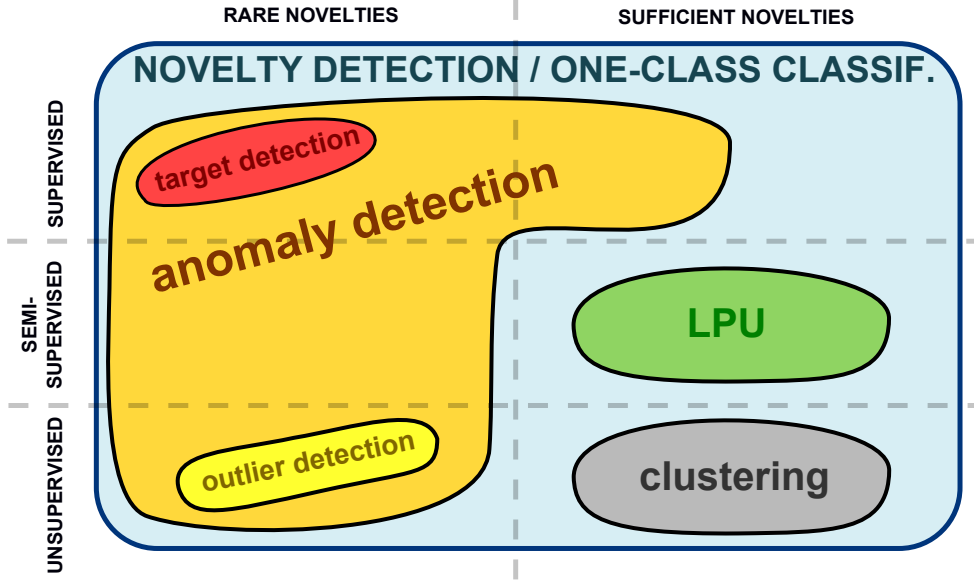 RARE NOVELTIES
SUFFICIENT NOVELTIES
NOVELTY DETECTION / ONE-CLASS CLASSIF.
SUPERVISED
target detection
anomaly detection
SEMI-
SUPERVISED
LPU
UNSUPERVISED
outlier detection
clustering